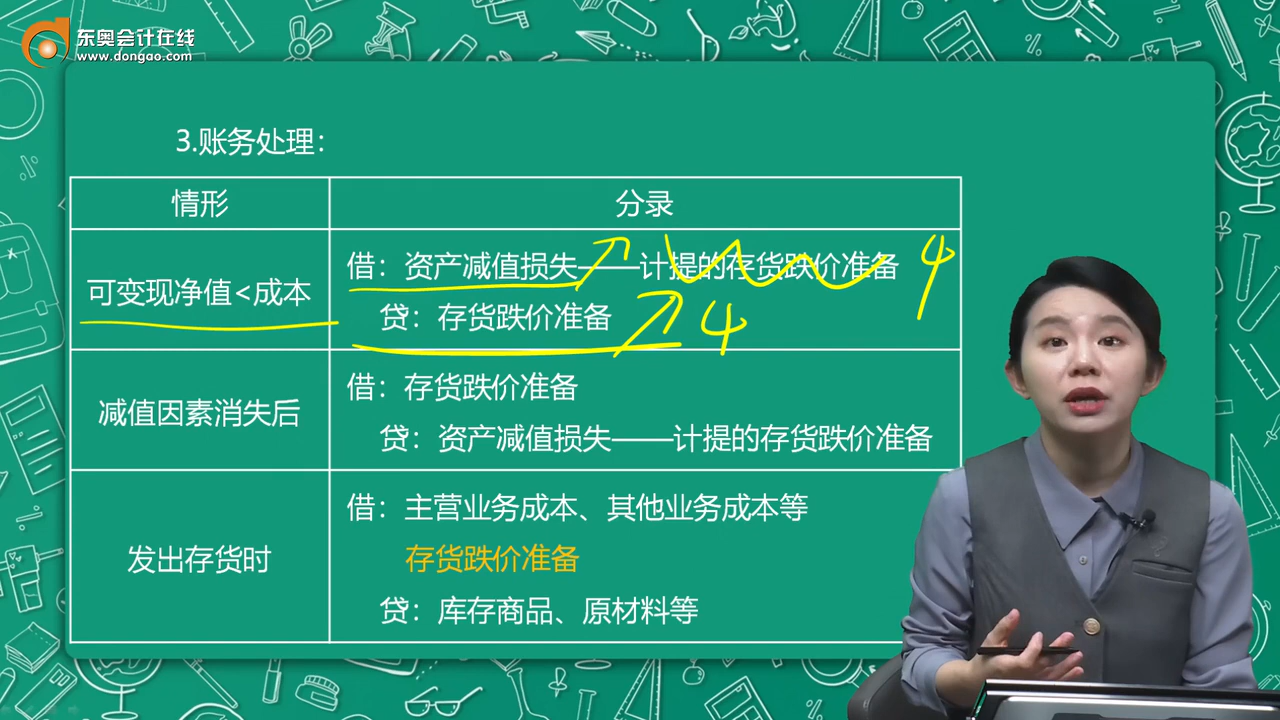 东奥会计在线
www.dongao.com
3.账务处理：
情形
分录
可变现净值<成本
借：资产减值损失——计提的存货跌价准备
4
贷：存货跌价准备
4
减值因素消失后
借：存货跌价准备
贷：资产减值损失——计提的存货跌价准备
发出存货时
借：主营业务成本、其他业务成本等
存货跌价准备
贷：库存商品、原材料等